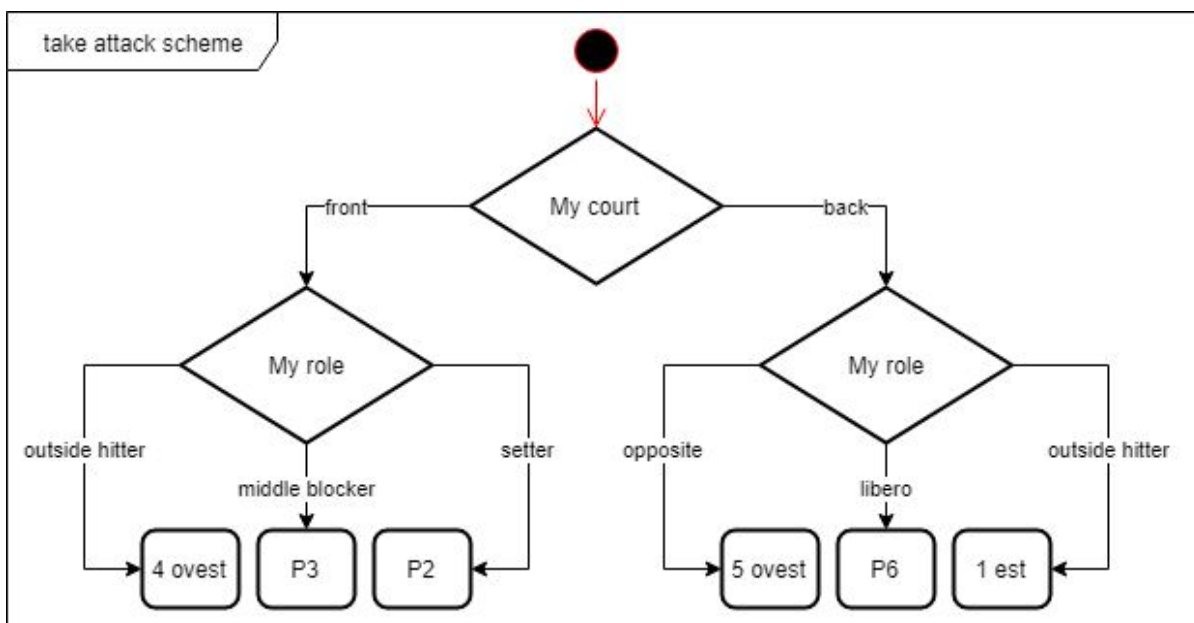 take attack scheme
My court
front
back
My role
My role
outside hitter
setter
opposite
outside hitter
middle blocker
libero
4 ovest
P3
P2
5 ovest
P6
1 est